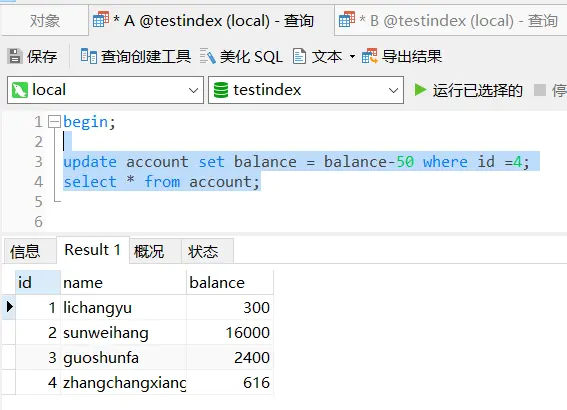 对象 * A @testindex (local) - 查询 * B @testindex (local) - 查询
保存 查询创建工具 美化 SQL 文本 导出结果
local testindex 运行已选择的 停
1 begin;
2
3 update account set balance = balance-50 where id =4;
4 select * from account;
5
6
信息 Result 1 概况 状态
id name balance
1 lichangyu 300
2 sunweihang 16000
3 guoshunfa 2400
4 zhangchangxiang 616